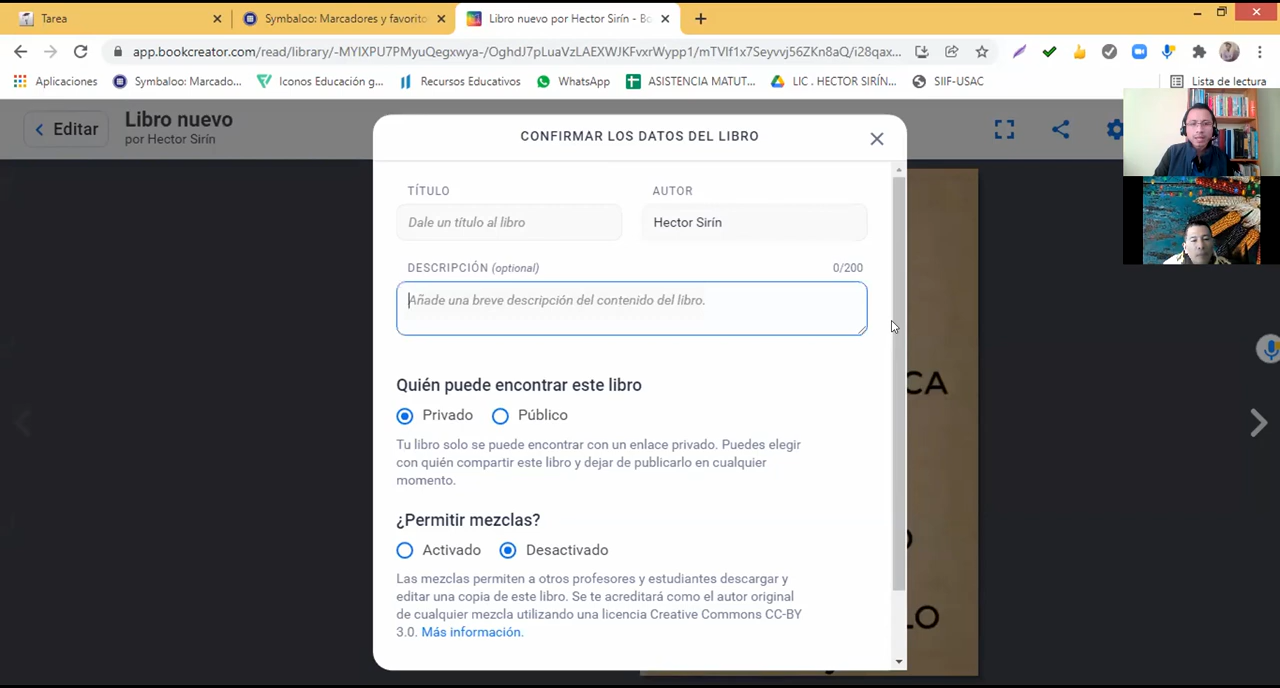 Tarea
Symbaloo: Marcadores y favorito
Libro nuevo por Hector Sirín - Bo
app.bookcreator.com/read/library/-MYIXPU7PMyuQegxwya-/OghdJ7pLuaVzLAEXWJKFvxrWypp1/mTVlf1x7Seyvvj56ZKn8aQ/i28qax...
Aplicaciones
Symbaloo: Marcado...
Iconos Educación g...
Recursos Educativos
WhatsApp
ASISTENCIA MATUT...
LIC . HECTOR SIRÍN...
SIIF-USAC
Lista de lectura
Editar
Libro nuevo
por Hector Sirín
CONFIRMAR LOS DATOS DEL LIBRO
TÍTULO
AUTOR
Dale un título al libro
Hector Sirín
DESCRIPCIÓN (optional)
0/200
Añade una breve descripción del contenido del libro.
Quién puede encontrar este libro
Privado
Público
Tu libro solo se puede encontrar con un enlace privado. Puedes elegir
con quién compartir este libro y dejar de publicarlo en cualquier
momento.
¿Permitir mezclas?
Activado
Desactivado
Las mezclas permiten a otros profesores y estudiantes descargar y
editar una copia de este libro. Se te acreditará como el autor original
de cualquier mezcla utilizando una licencia Creative Commons CC-BY
3.0. Más información.
CA
LO